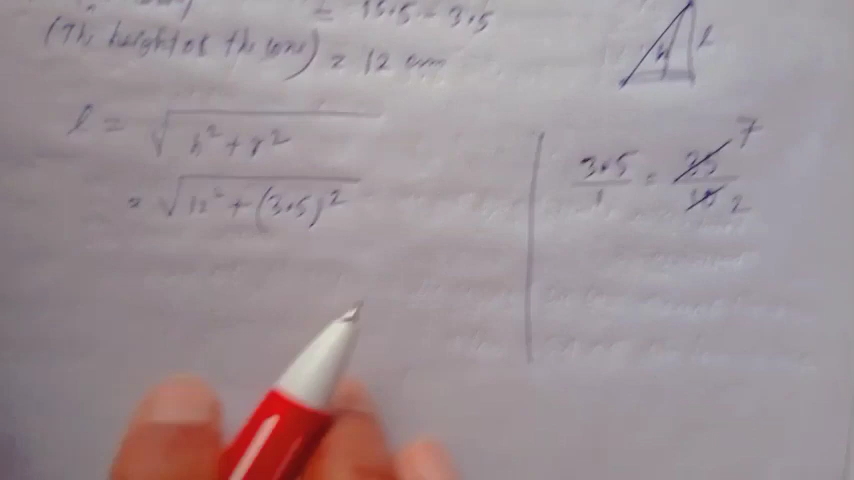 = 15.5 - 3.5
(The height of the cone) = 12 cm
l
h
l = √h² + r²
= √12² + (3.5)²
3.5/1 = 35/10 7 2